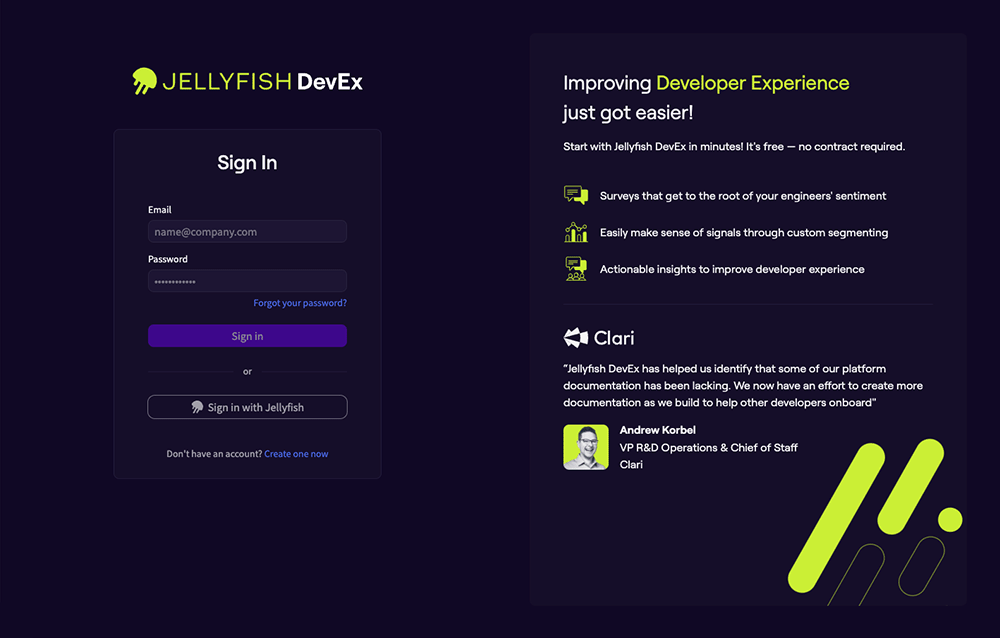 JELLYFISH DevEx
Sign In
Email
name@company.com
Password
••••••••••••
Forgot your password?
Sign in
or
Sign in with Jellyfish
Don't have an account? Create one now
Improving Developer Experience
just got easier!
Start with Jellyfish DevEx in minutes! It's free — no contract required.
Surveys that get to the root of your engineers' sentiment
Easily make sense of signals through custom segmenting
Actionable insights to improve developer experience
Clari
“Jellyfish DevEx has helped us identify that some of our platform
documentation has been lacking. We now have an effort to create more
documentation as we build to help other developers onboard"
Andrew Korbel
VP R&D Operations & Chief of Staff
Clari